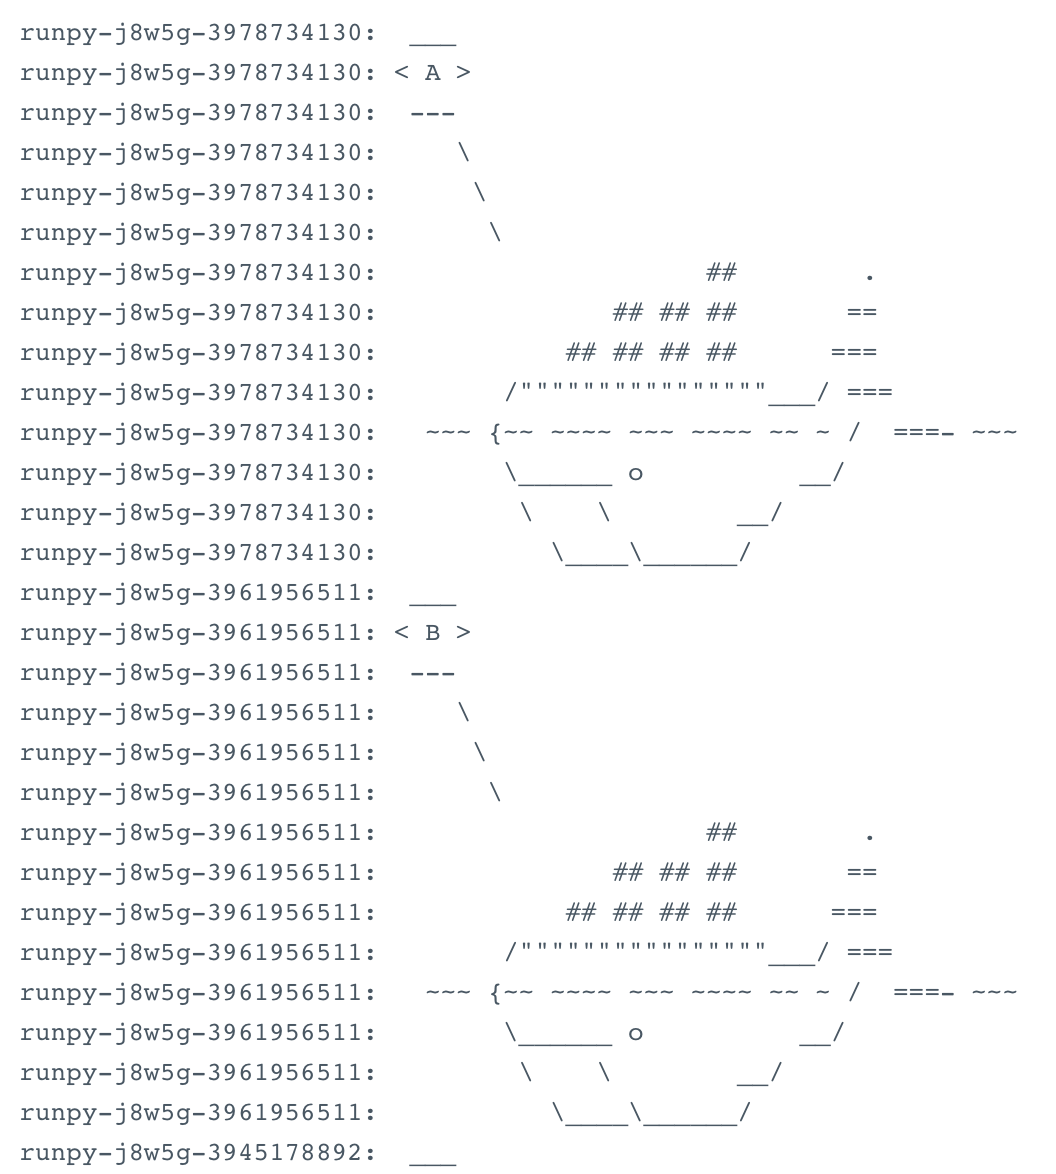 runpy-j8w5g-3978734130:  ___
runpy-j8w5g-3978734130: < A >
runpy-j8w5g-3978734130:  ---
runpy-j8w5g-3978734130:     \
runpy-j8w5g-3978734130:      \
runpy-j8w5g-3978734130:       \
runpy-j8w5g-3978734130:                     ##        .
runpy-j8w5g-3978734130:               ## ## ##       ==
runpy-j8w5g-3978734130:            ## ## ## ##      ===
runpy-j8w5g-3978734130:        /""""""""""""""""___/ ===
runpy-j8w5g-3978734130:   ~~~ {~~ ~~~~ ~~~ ~~~~ ~~ ~ /  ===- ~~~
runpy-j8w5g-3978734130:        \______ o          __/
runpy-j8w5g-3978734130:         \    \        __/
runpy-j8w5g-3978734130:           \____\______/
runpy-j8w5g-3961956511:  ___
runpy-j8w5g-3961956511: < B >
runpy-j8w5g-3961956511:  ---
runpy-j8w5g-3961956511:     \
runpy-j8w5g-3961956511:      \
runpy-j8w5g-3961956511:       \
runpy-j8w5g-3961956511:                     ##        .
runpy-j8w5g-3961956511:               ## ## ##       ==
runpy-j8w5g-3961956511:            ## ## ## ##      ===
runpy-j8w5g-3961956511:        /""""""""""""""""___/ ===
runpy-j8w5g-3961956511:   ~~~ {~~ ~~~~ ~~~ ~~~~ ~~ ~ /  ===- ~~~
runpy-j8w5g-3961956511:        \______ o          __/
runpy-j8w5g-3961956511:         \    \        __/
runpy-j8w5g-3961956511:           \____\______/
runpy-j8w5g-3945178892:  ___